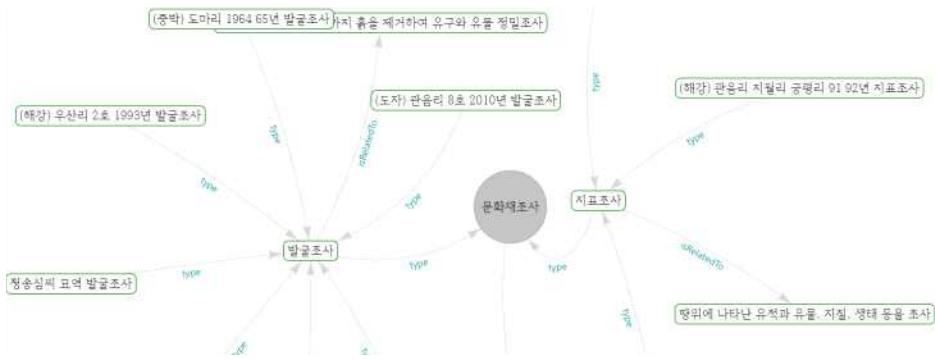 (중박) 도마리 1964 65년 발굴조사
지 흙을 제거하여 유구와 유물 정밀조사
type
(해강) 관음리 지월리 궁평리 91 92년 지표조사
(도자) 관음리 8호 2010년 발굴조사
(해강) 우산리 2호 1993년 발굴조사
type
isRelatedTo
type
type
type
문화재조사
지표조사
발굴조사
isRelatedTo
type
type
type
청송심씨 묘역 발굴조사
땅위에 나타난 유적과 유물, 지질, 생태 등을 조사
type
type
type